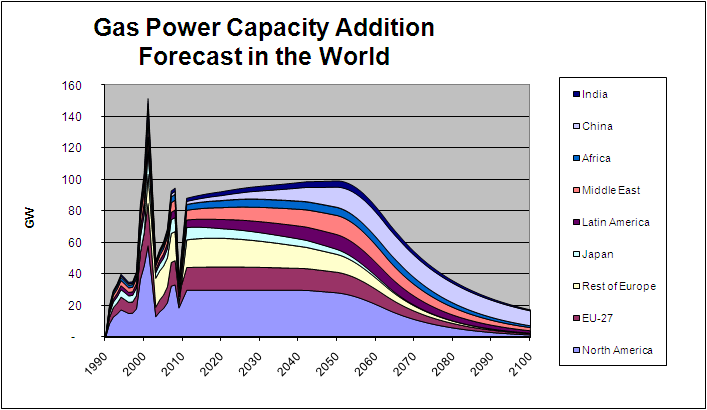 Gas Power Capacity Addition
Forecast in the World
GW
160
140
120
100
80
60
40
20
-
1990
2000
2010
2020
2030
2040
2050
2060
2070
2080
2090
2100
India
China
Africa
Middle East
Latin America
Japan
Rest of Europe
EU-27
North America